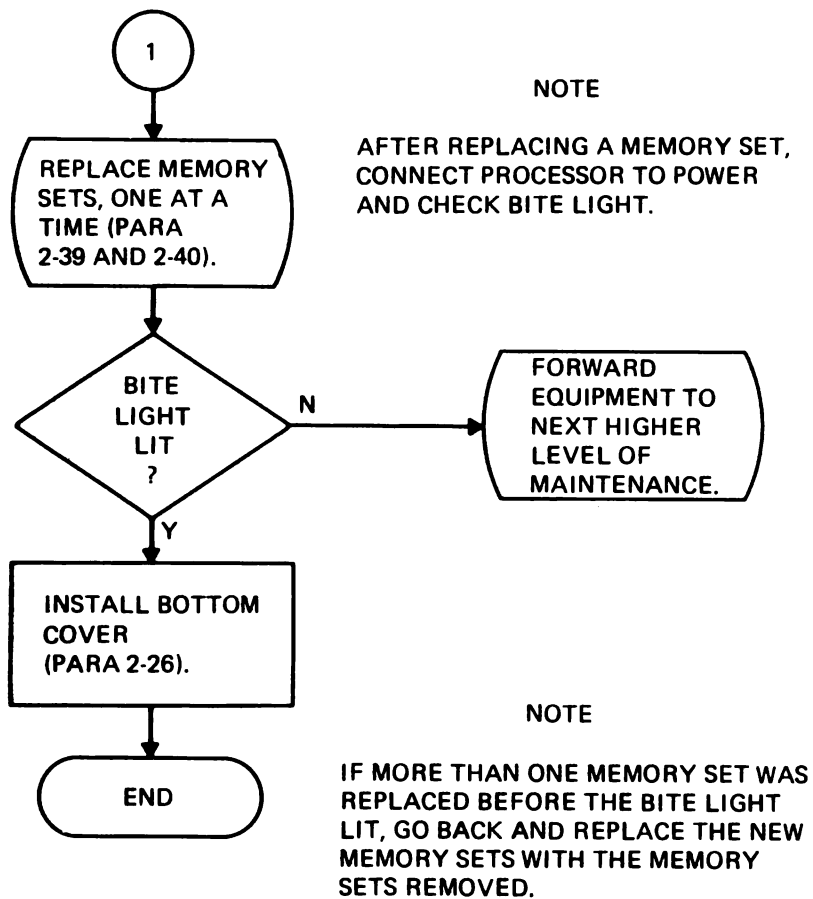 1
NOTE
AFTER REPLACING A MEMORY SET,
CONNECT PROCESSOR TO POWER
AND CHECK BITE LIGHT.
REPLACE MEMORY
SETS, ONE AT A
TIME (PARA
2-39 AND 2-40).
BITE
LIGHT
LIT
?
N
FORWARD
EQUIPMENT TO
NEXT HIGHER
LEVEL OF
MAINTENANCE.
Y
INSTALL BOTTOM
COVER
(PARA 2-26).
END
NOTE
IF MORE THAN ONE MEMORY SET WAS
REPLACED BEFORE THE BITE LIGHT
LIT, GO BACK AND REPLACE THE NEW
MEMORY SETS WITH THE MEMORY
SETS REMOVED.